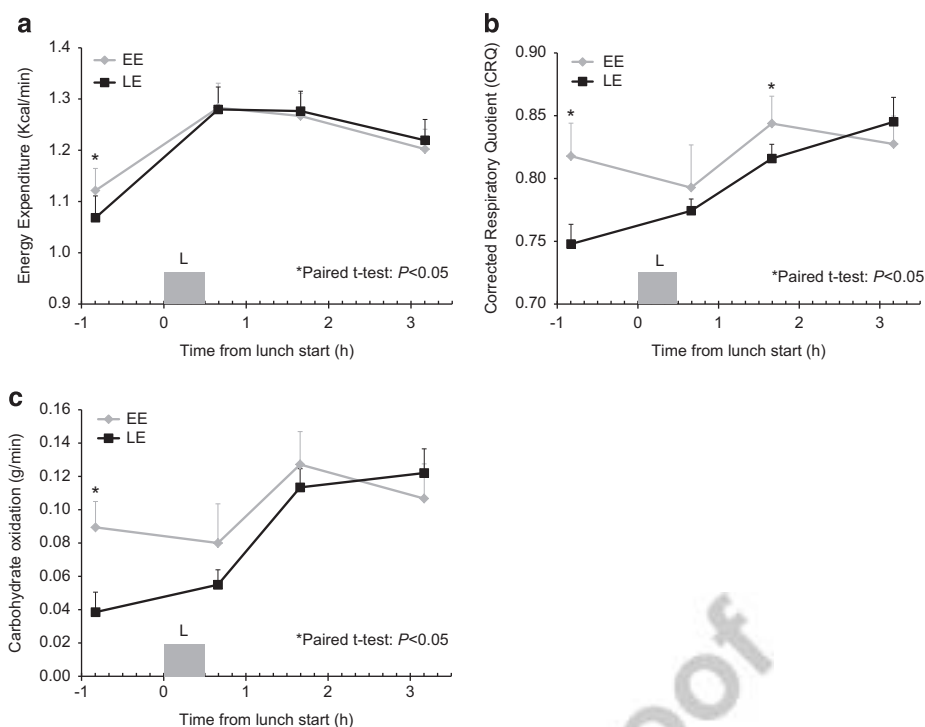 a
Energy Expenditure (Kcal/min)
1.4
1.3
1.2
1.1
1.0
0.9
EE
LE
*
L
*Paired t-test: P<0.05
-1 0 1 2 3
Time from lunch start (h)
b
Corrected Respiratory Quotient (CRQ)
0.90
0.85
0.80
0.75
0.70
EE
LE
*
*
L
*Paired t-test: P<0.05
-1 0 1 2 3
Time from lunch start (h)
c
Carbohydrate oxidation (g/min)
0.16
0.14
0.12
0.10
0.08
0.06
0.04
0.02
0.00
EE
LE
*
L
*Paired t-test: P<0.05
-1 0 1 2 3
Time from lunch start (h)
oof